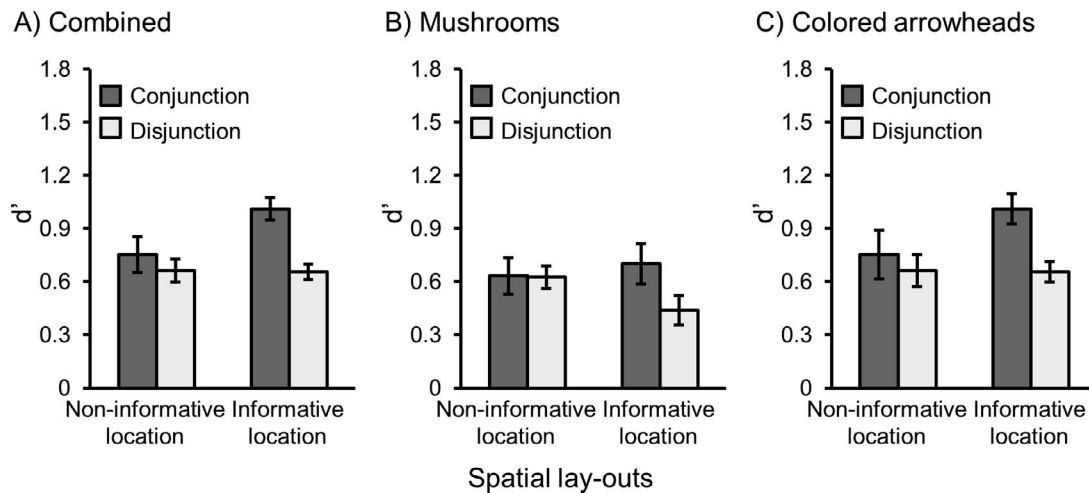 A) Combined
1.8
1.5
1.2
0.9
0.6
0.3
0
d'
Conjunction
Disjunction
Non-informative Informative
location location
B) Mushrooms
1.8
1.5
1.2
0.9
0.6
0.3
0
d'
Conjunction
Disjunction
Non-informative Informative
location location
C) Colored arrowheads
1.8
1.5
1.2
0.9
0.6
0.3
0
d'
Conjunction
Disjunction
Non-informative Informative
location location
Spatial lay-outs